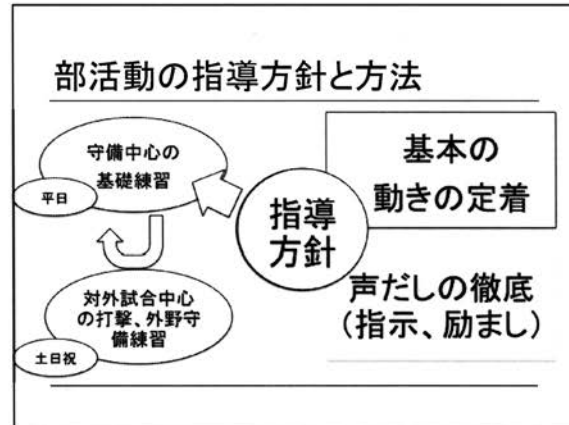 部活動の指導方針と方法
守備中心の
基礎練習
平日
対外試合中心
の打撃、外野守
備練習
土日祝
指導
方針
基本の
動きの定着
声だしの徹底
(指示、励まし)